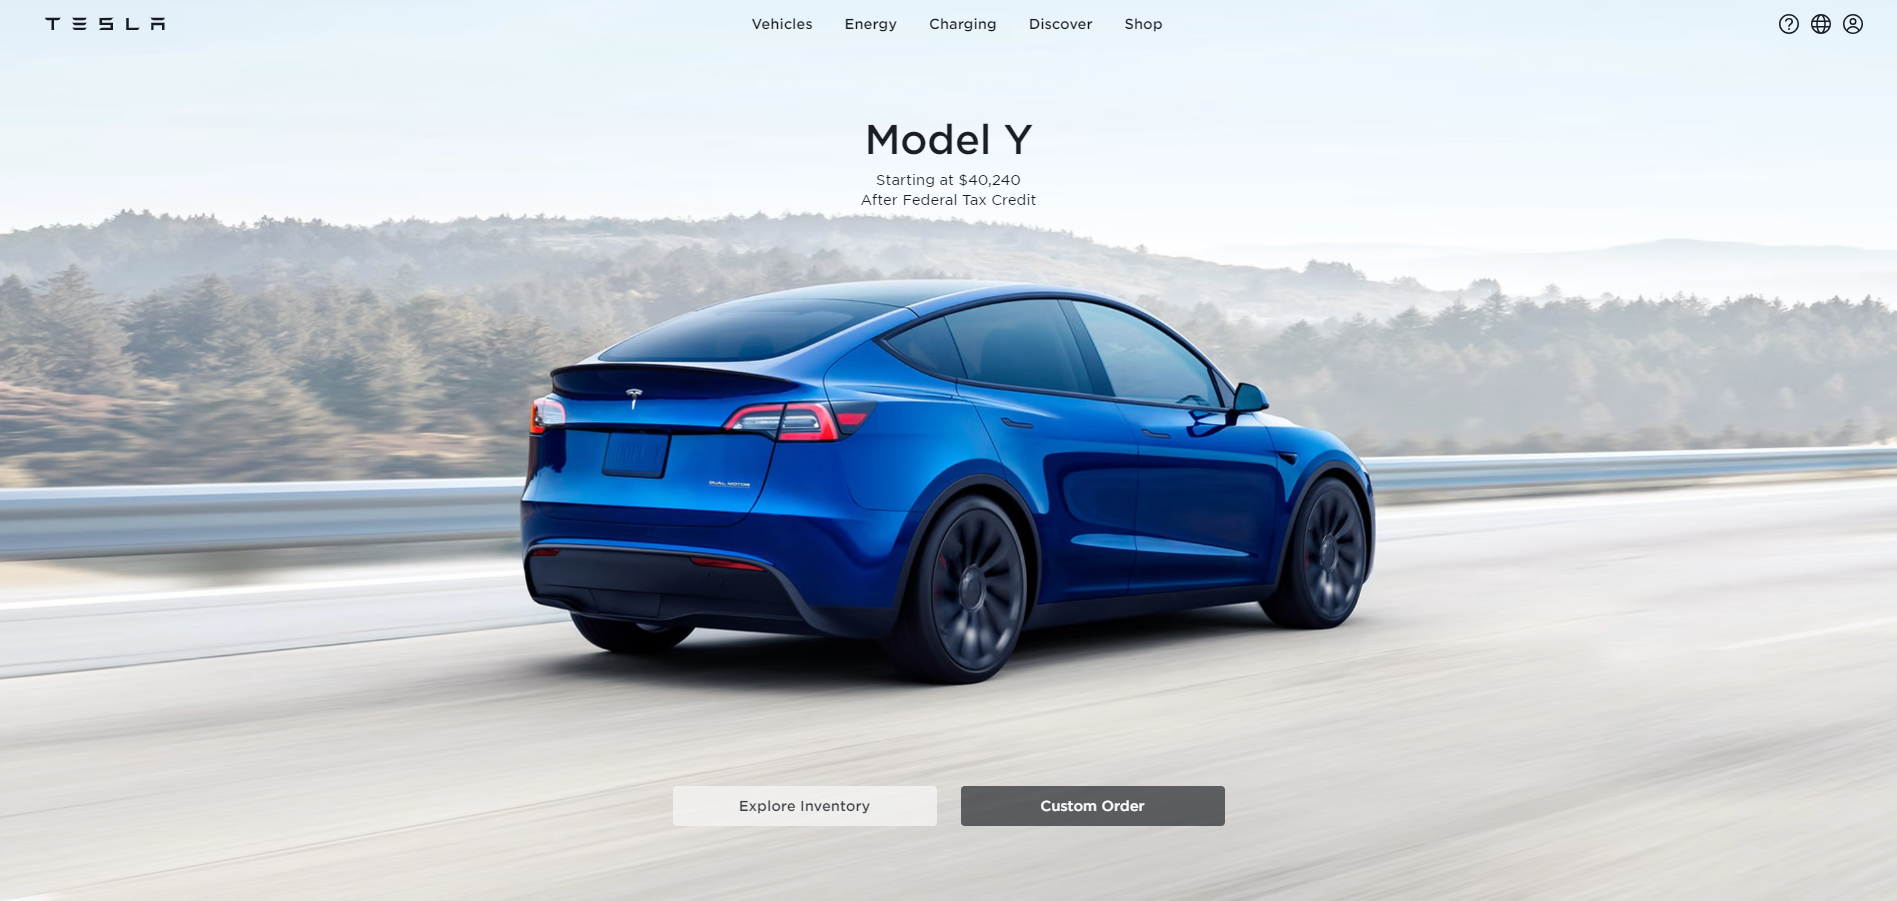 TESLA
Vehicles Energy Charging Discover Shop
Model Y
Starting at $40,240
After Federal Tax Credit
DUAL MOTOR
Explore Inventory
Custom Order